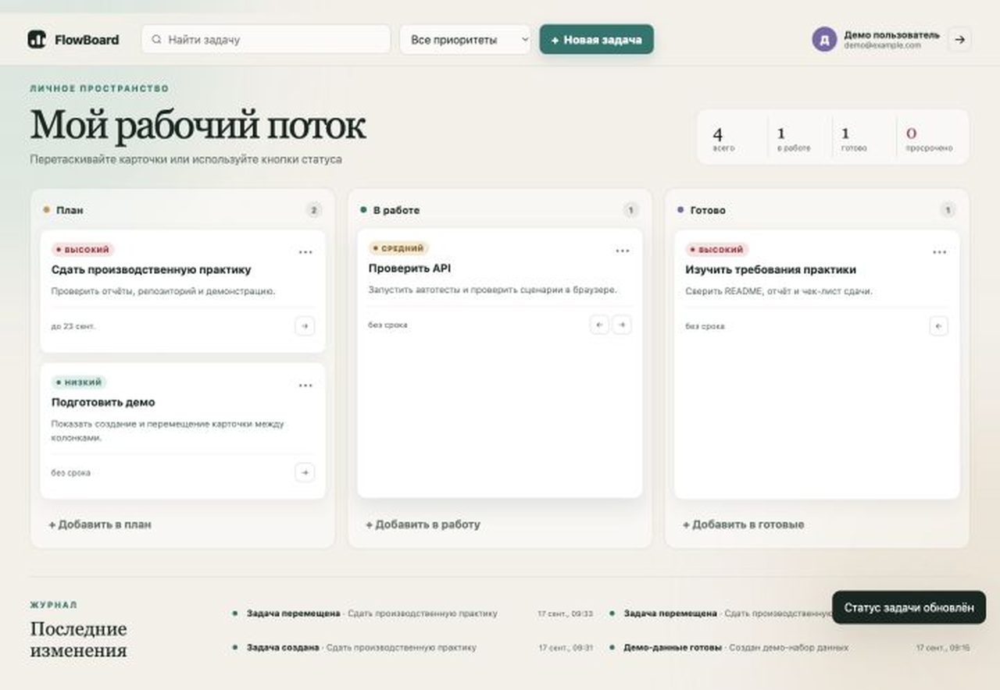 FlowBoard
Найти задачу
Все приоритеты
+ Новая задача
Д
Демо пользователь
demo@example.com
ЛИЧНОЕ ПРОСТРАНСТВО
Мой рабочий поток
Перетаскивайте карточки или используйте кнопки статуса
4
всего
1
в работе
1
готово
0
просрочено
План
2
ВЫСОКИЙ
Сдать производственную практику
Проверить отчёты, репозиторий и демонстрацию.
до 23 сент.
НИЗКИЙ
Подготовить демо
Показать создание и перемещение карточки между
колонками.
без срока
+ Добавить в план
В работе
1
СРЕДНИЙ
Проверить API
Запустить автотесты и проверить сценарии в браузере.
без срока
+ Добавить в работу
Готово
1
ВЫСОКИЙ
Изучить требования практики
Сверить README, отчёт и чек-лист сдачи.
без срока
+ Добавить в готовые
ЖУРНАЛ
Последние
изменения
Задача перемещена · Сдать производственную практику
17 сент., 09:33
Задача перемещена · Сдать производственную
Задача создана · Сдать производственную практику
17 сент., 09:31
Демо-данные готовы · Создан демо-набор данных
17 сент., 09:15
Статус задачи обновлён